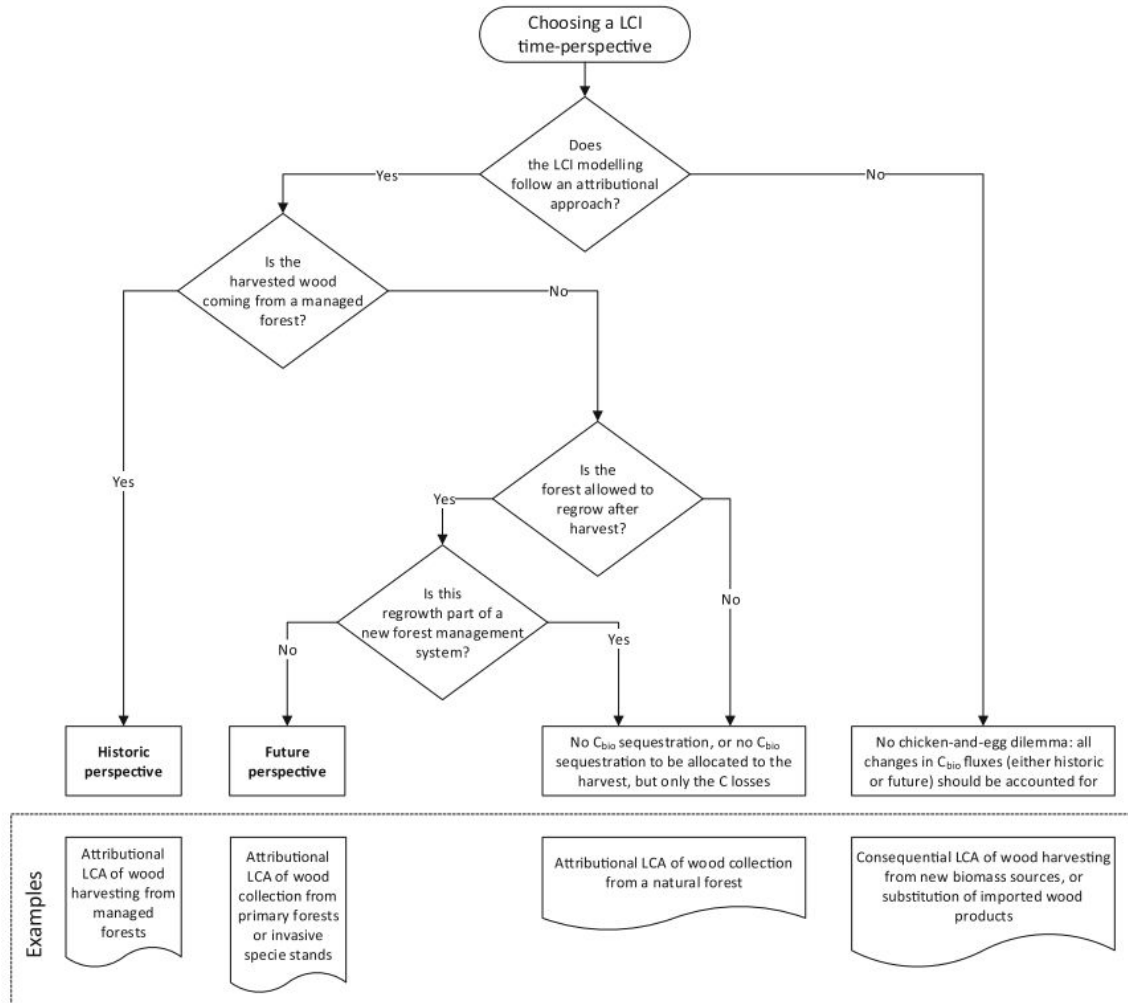 Choosing a LCI
time-perspective
Does
the LCI modelling
follow an attributional
approach?
Yes
No
Is the
harvested wood
coming from a managed
forest?
No
Yes
Is the
forest allowed to
regrow after
harvest?
Yes
No
Is this
regrowth part of a
new forest management
system?
No
Yes
Historic
perspective
Future
perspective
No Cbio sequestration, or no Cbio
sequestration to be allocated to the
harvest, but only the C losses
No chicken-and-egg dilemma: all
changes in Cbio fluxes (either historic
or future) should be accounted for
Examples
Attributional
LCA of wood
harvesting from
managed
forests
Attributional
LCA of wood
collection from
primary forests
or invasive
specie stands
Attributional LCA of wood collection
from a natural forest
Consequential LCA of wood harvesting
from new biomass sources, or
substitution of imported wood
products